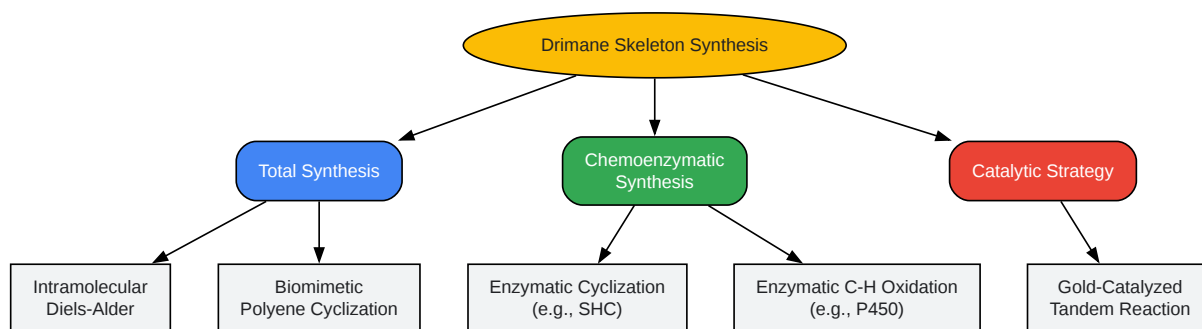 Drimane Skeleton Synthesis
Total Synthesis
Chemoenzymatic
Synthesis
Catalytic Strategy
Intramolecular
Diels-Alder
Biomimetic
Polyene Cyclization
Enzymatic Cyclization
(e.g., SHC)
Enzymatic C-H Oxidation
(e.g., P450)
Gold-Catalyzed
Tandem Reaction